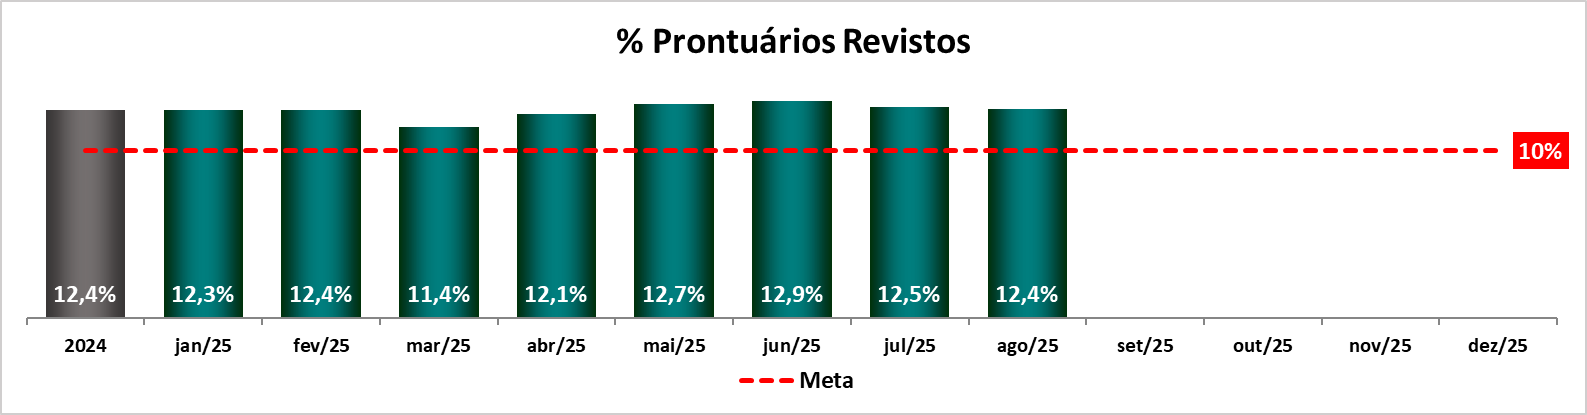 % Prontuários Revistos
10%
12,4% 12,3% 12,4% 11,4% 12,1% 12,7% 12,9% 12,5% 12,4%
2024 jan/25 fev/25 mar/25 abr/25 mai/25 jun/25 jul/25 ago/25 set/25 out/25 nov/25 dez/25
Meta